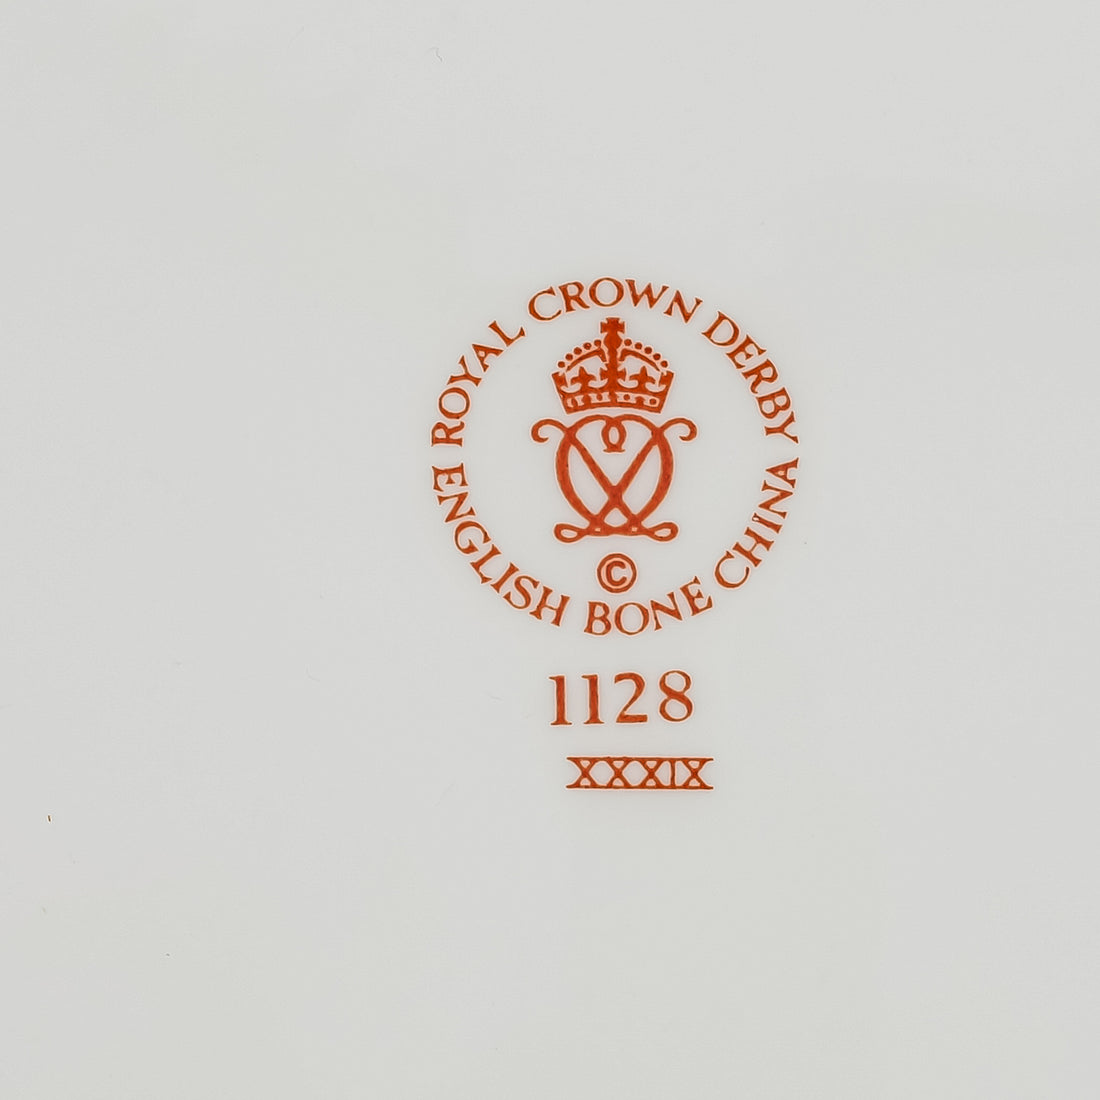 ROYAL CROWN DERBY
ENGLISH BONE CHINA
©
1128
XXXIX